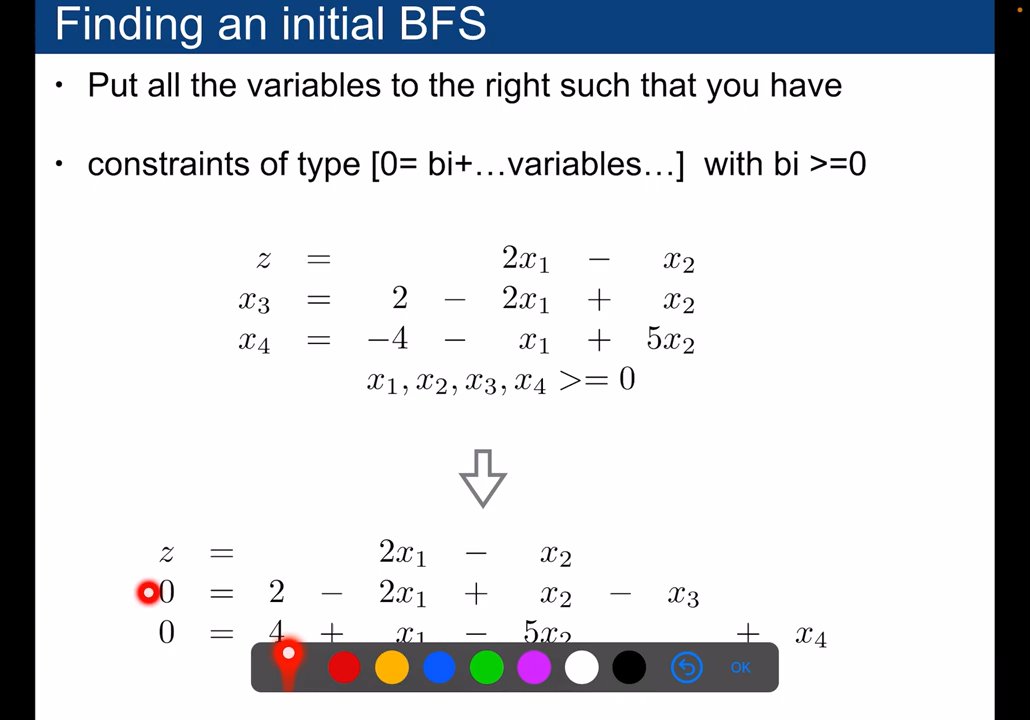 Finding an initial BFS
• Put all the variables to the right such that you have
• constraints of type [0= bi+…variables…] with bi >=0
z = 2x₁ − x₂
x₃ = 2 − 2x₁ + x₂
x₄ = −4 − x₁ + 5x₂
x₁, x₂, x₃, x₄ >= 0
z = 2x₁ − x₂
0 = 2 − 2x₁ + x₂ − x₃
0 = 4 + x₁ − 5x₂ + x₄
OK